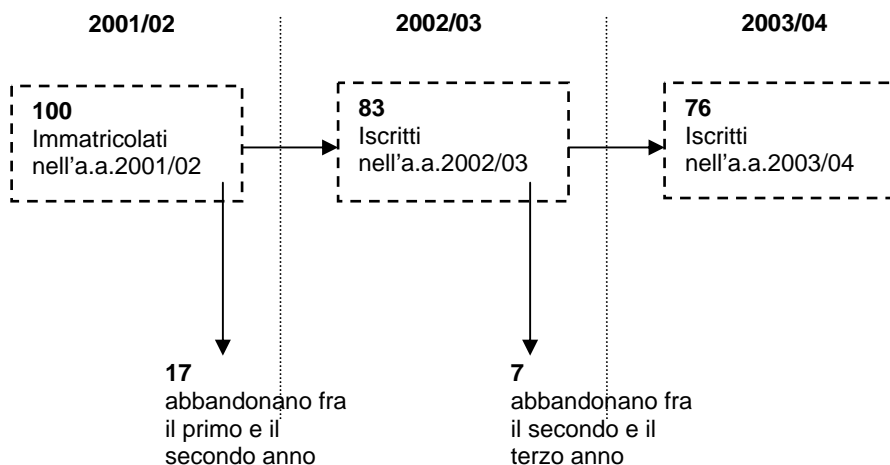 2001/02
2002/03
2003/04
100
Immatricolati
nell'a.a.2001/02
83
Iscritti
nell'a.a.2002/03
76
Iscritti
nell'a.a.2003/04
17
abbandonano fra
il primo e il
secondo anno
7
abbandonano fra
il secondo e il
terzo anno